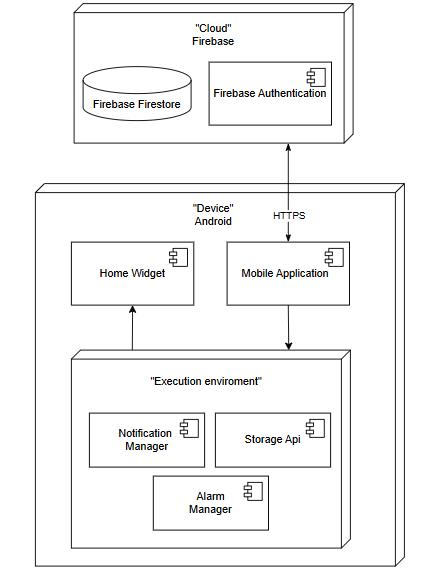 "Cloud"
Firebase
Firebase Firestore
Firebase Authentication
HTTPS
"Device"
Android
Home Widget
Mobile Application
"Execution enviroment"
Notification
Manager
Storage Api
Alarm
Manager